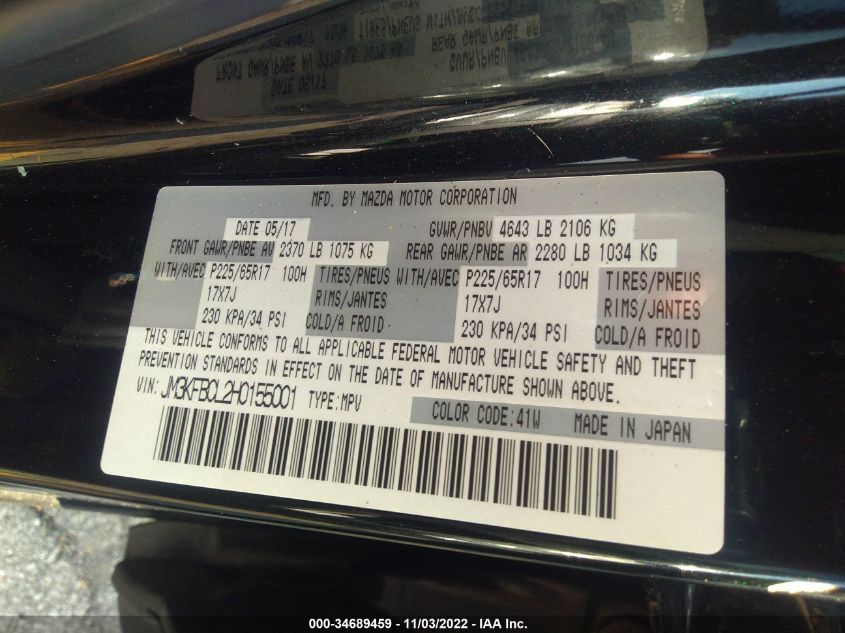 MFD. BY MAZDA MOTOR CORPORATION
DATE 05/17 GVWR/PNBV 4643 LB 2106 KG
FRONT GAWR/PNBE AV 2370 LB 1075 KG REAR GAWR/PNBE AR 2280 LB 1034 KG
WITH/AVEC P225/65R17 100H TIRES/PNEUS WITH/AVEC P225/65R17 100H TIRES/PNEUS
17X7J RIMS/JANTES 17X7J RIMS/JANTES
230 KPA/34 PSI COLD/A FROID 230 KPA/34 PSI COLD/A FROID
THIS VEHICLE CONFORMS TO ALL APPLICABLE FEDERAL MOTOR VEHICLE SAFETY AND THEFT
PREVENTION STANDARDS IN EFFECT ON THE DATE OF MANUFACTURE SHOWN ABOVE.
VIN: JM3KFBCL2H0155001 TYPE:MPV COLOR CODE:41W MADE IN JAPAN
000-34689459 - 11/03/2022 - IAA Inc.